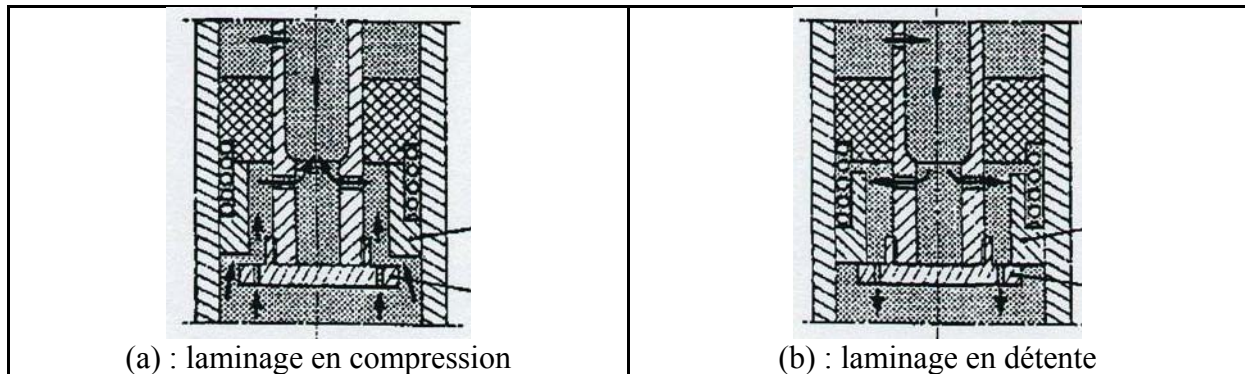 (a) : laminage en compression
(b) : laminage en détente